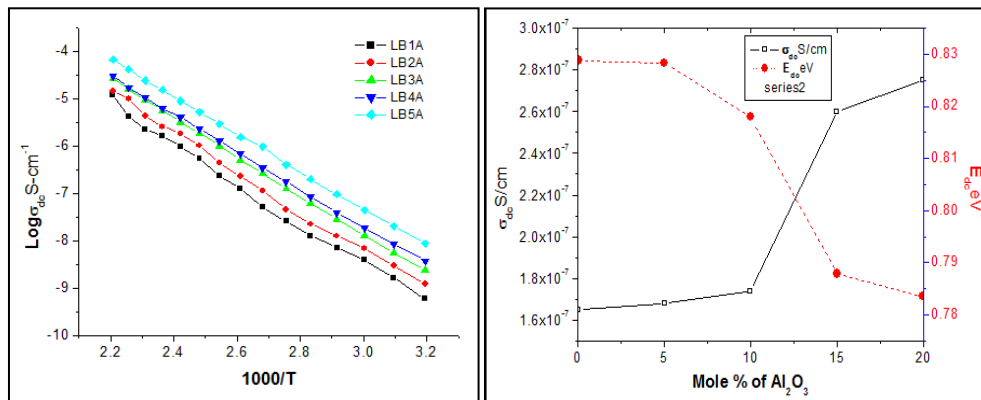 LB1A
LB2A
LB3A
LB4A
LB5A
-4
-5
-6
-7
-8
-9
-10
Logσdc S-cm-1
2.2 2.4 2.6 2.8 3.0 3.2
1000/T
3.0x10-7
2.8x10-7
2.6x10-7
2.4x10-7
2.2x10-7
2.0x10-7
1.8x10-7
1.6x10-7
σdc S/cm
σdc S/cm
Edc eV
series2
0.83
0.82
0.81
0.80
0.79
0.78
Edc eV
0 5 10 15 20
Mole % of Al2O3